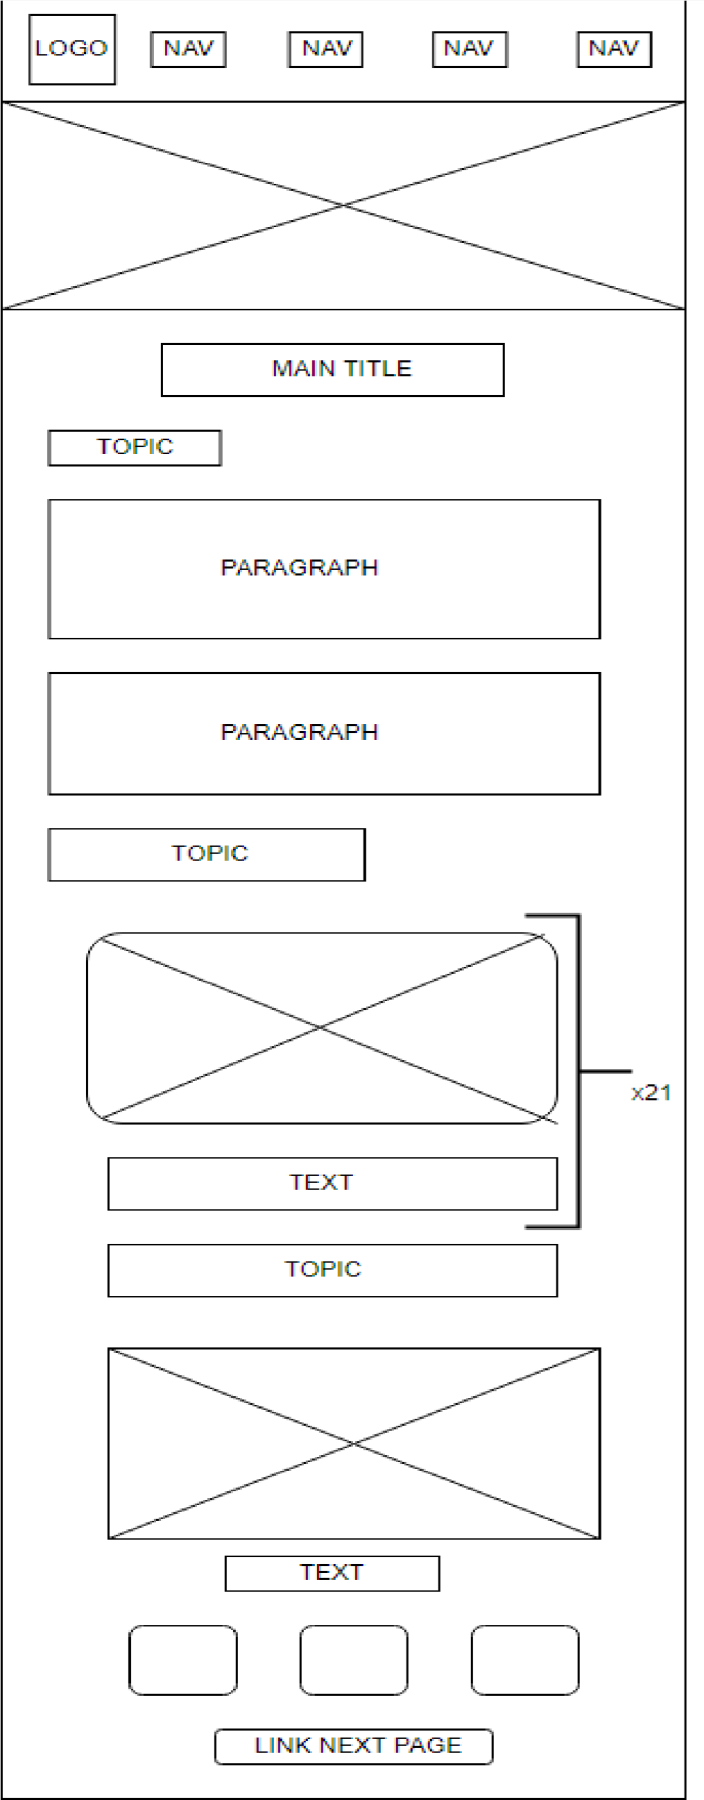 LOGO NAV NAV NAV NAV
MAIN TITLE
TOPIC
PARAGRAPH
PARAGRAPH
TOPIC
x21
TEXT
TOPIC
TEXT
LINK NEXT PAGE